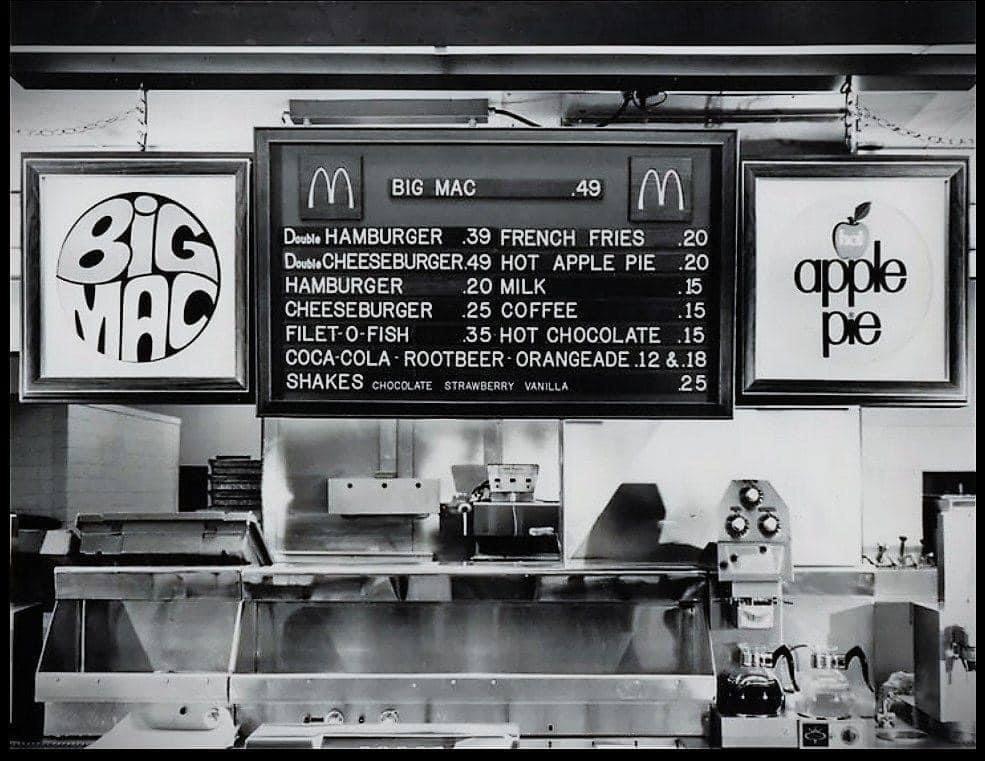 BiG
MAC
BIG MAC .49
Double HAMBURGER .39 FRENCH FRIES .20
Double CHEESEBURGER .49 HOT APPLE PIE .20
HAMBURGER .20 MILK .15
CHEESEBURGER .25 COFFEE .15
FILET-O-FISH .35 HOT CHOCOLATE .15
COCA-COLA - ROOTBEER - ORANGEADE .12 & .18
SHAKES CHOCOLATE STRAWBERRY VANILLA .25
hot
apple
pie